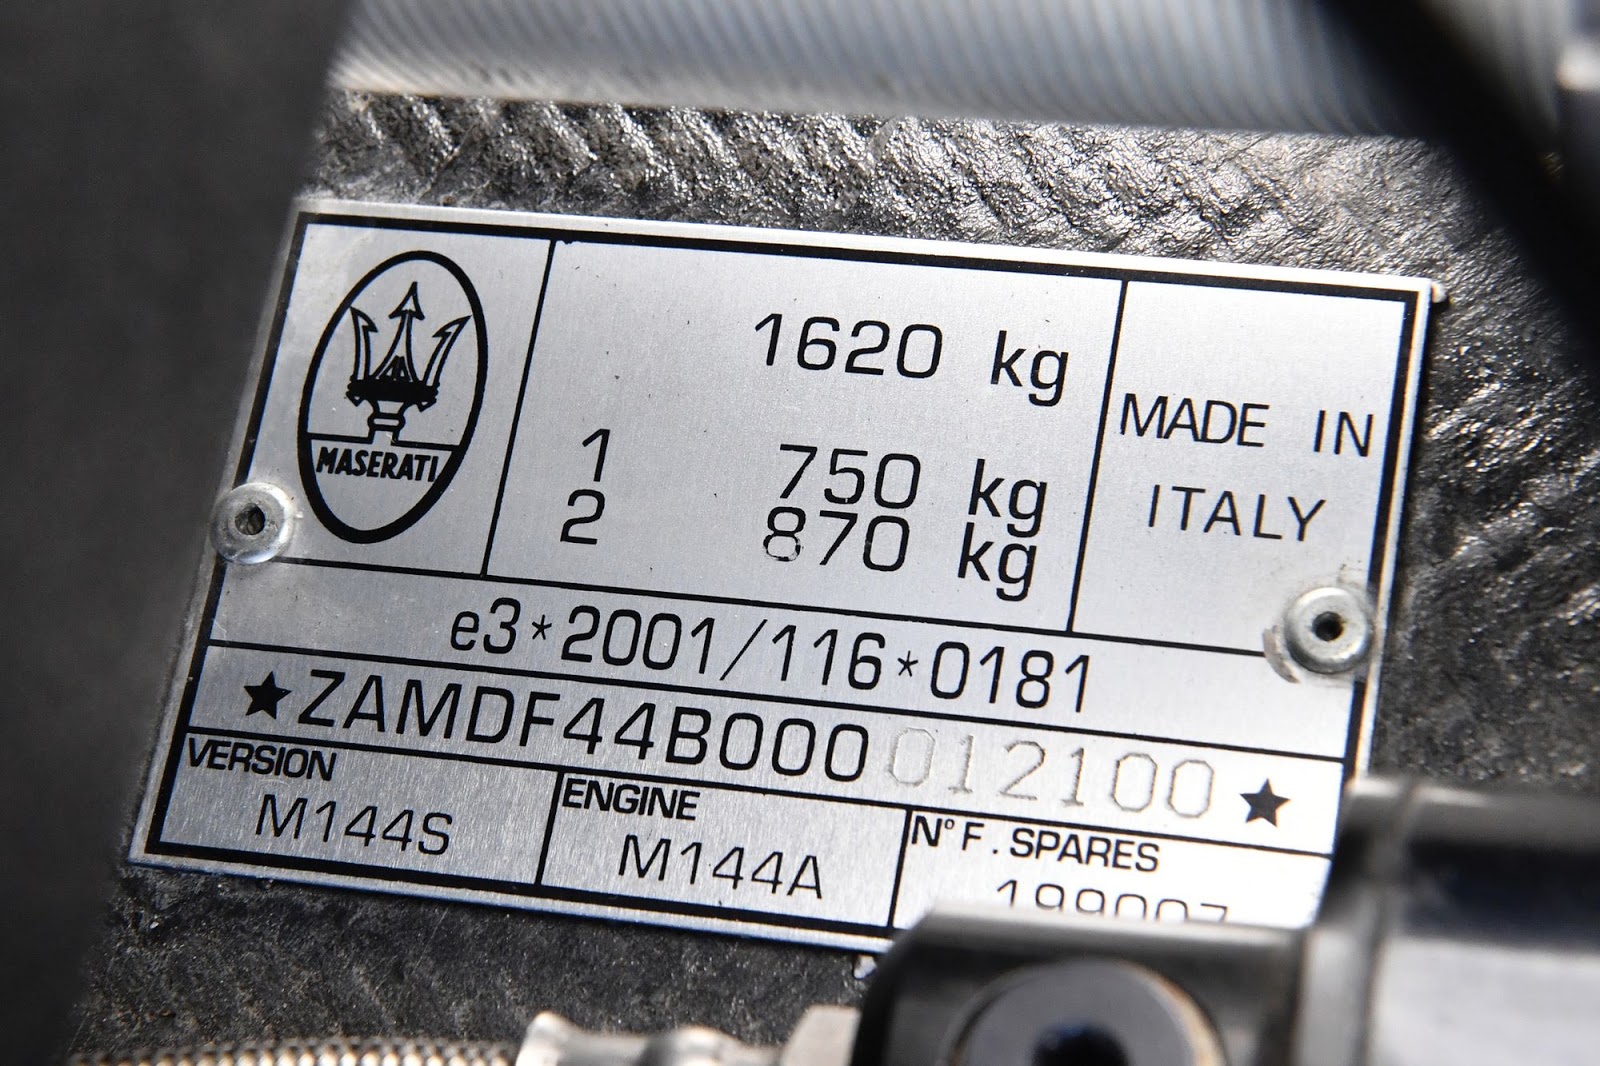 MASERATI
1620 kg
1 750 kg
2 870 kg
MADE IN
ITALY
e3*2001/116*0181
★ZAMDF44B000012100★
VERSION
M144S
ENGINE
M144A
N° F. SPARES
199007